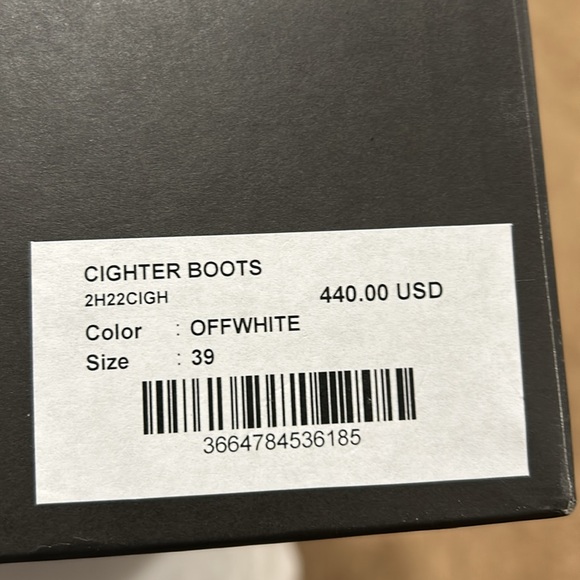 CIGHTER BOOTS
2H22CIGH 440.00 USD
Color : OFFWHITE
Size : 39
3664784536185